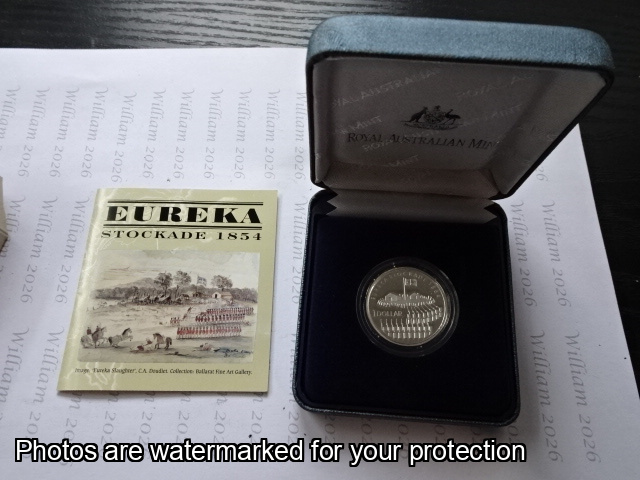 EUREKA
STOCKADE 1854
Image: 'Eureka Slaughter', C.A. Doudiet. Collection: Ballarat Fine Art Gallery.
ROYAL AUSTRALIAN MINT
1 DOLLAR
William 2026
Photos are watermarked for your protection